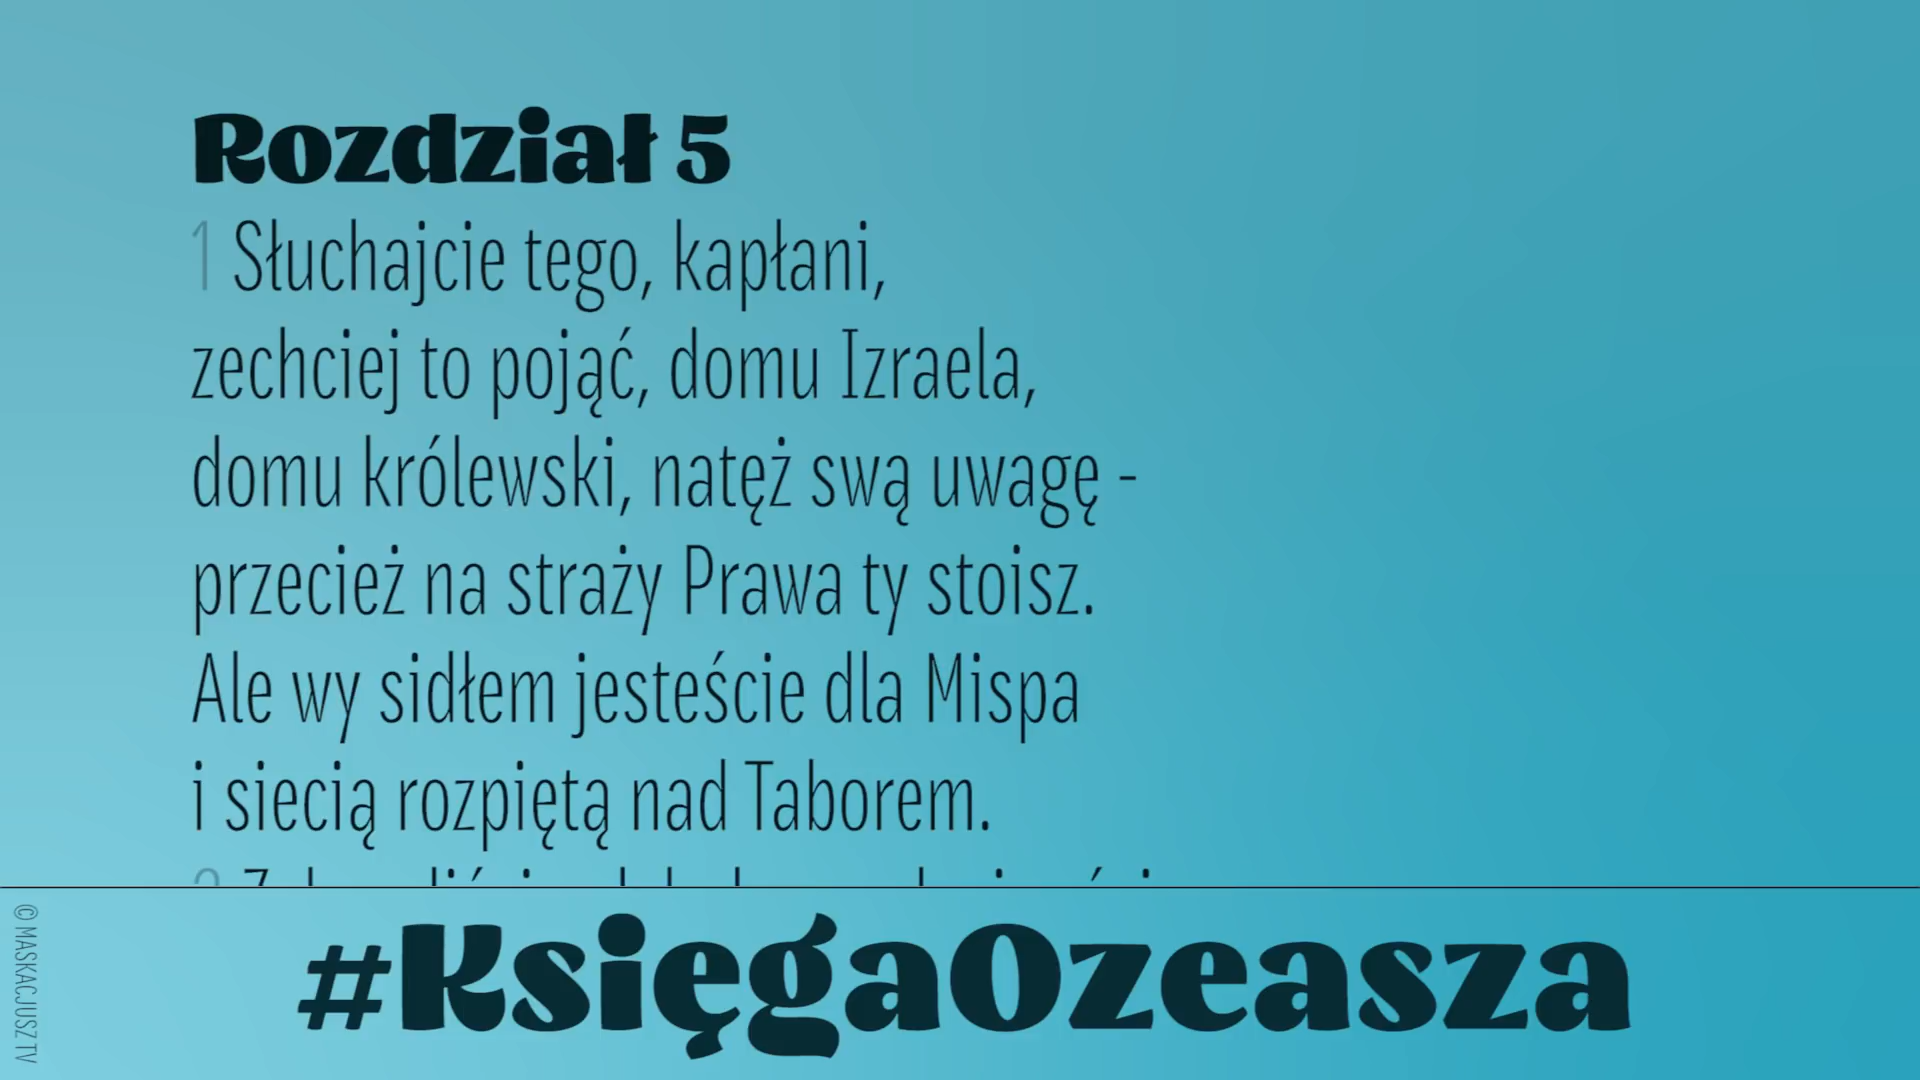 Rozdział 5
1 Słuchajcie tego, kapłani,
zechciej to pojąć, domu Izraela,
domu królewski, natęż swą uwagę -
przecież na straży Prawa ty stoisz.
Ale wy sidłem jesteście dla Mispa
i siecią rozpiętą nad Taborem.
#KsięgaOzeasza
© MASKACJUSZ TV